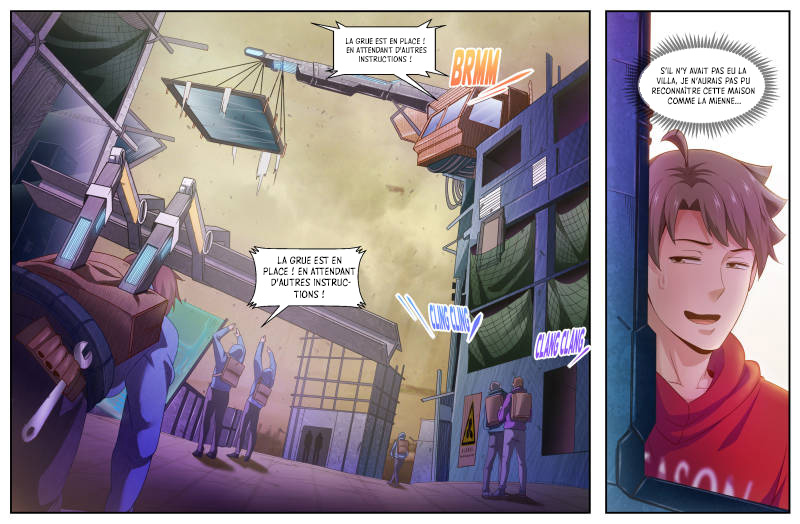 LA GRUE EST EN PLACE !
EN ATTENDANT D'AUTRES
INSTRUCTIONS !
BRMM
LA GRUE EST EN
PLACE ! EN ATTENDANT
D'AUTRES INSTRUC-
TIONS !
CLING CLING
CLANG CLANG
S'IL N'Y AVAIT PAS EU LA
VILLA, JE N'AURAIS PAS PU
RECONNAÎTRE CETTE MAISON
COMME LA MIENNE...
EASON